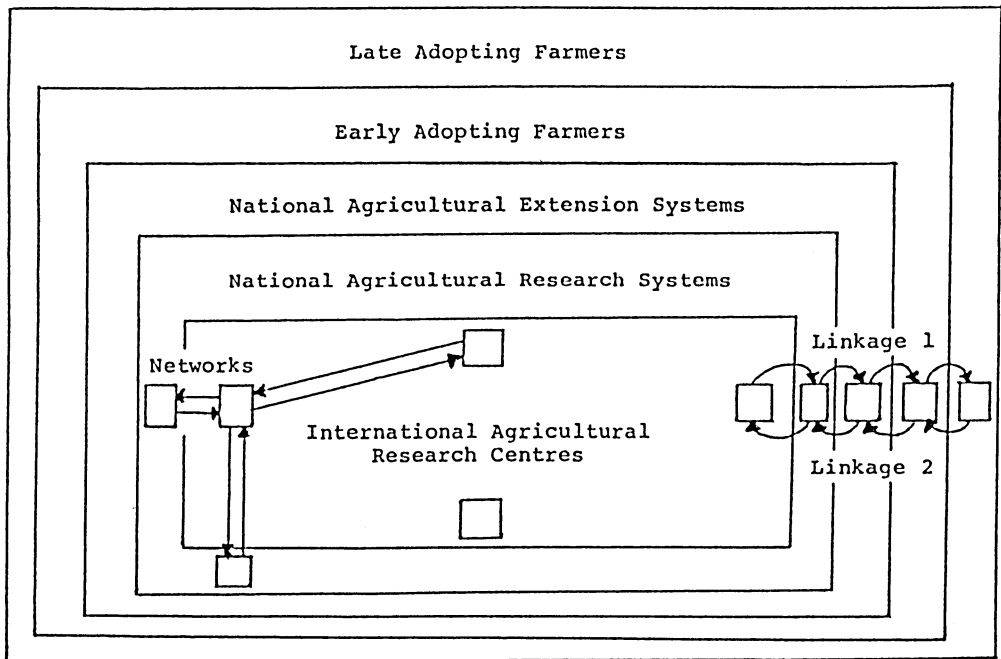 Late Adopting Farmers
Early Adopting Farmers
National Agricultural Extension Systems
National Agricultural Research Systems
Linkage 1
Networks
International Agricultural
Research Centres
Linkage 2